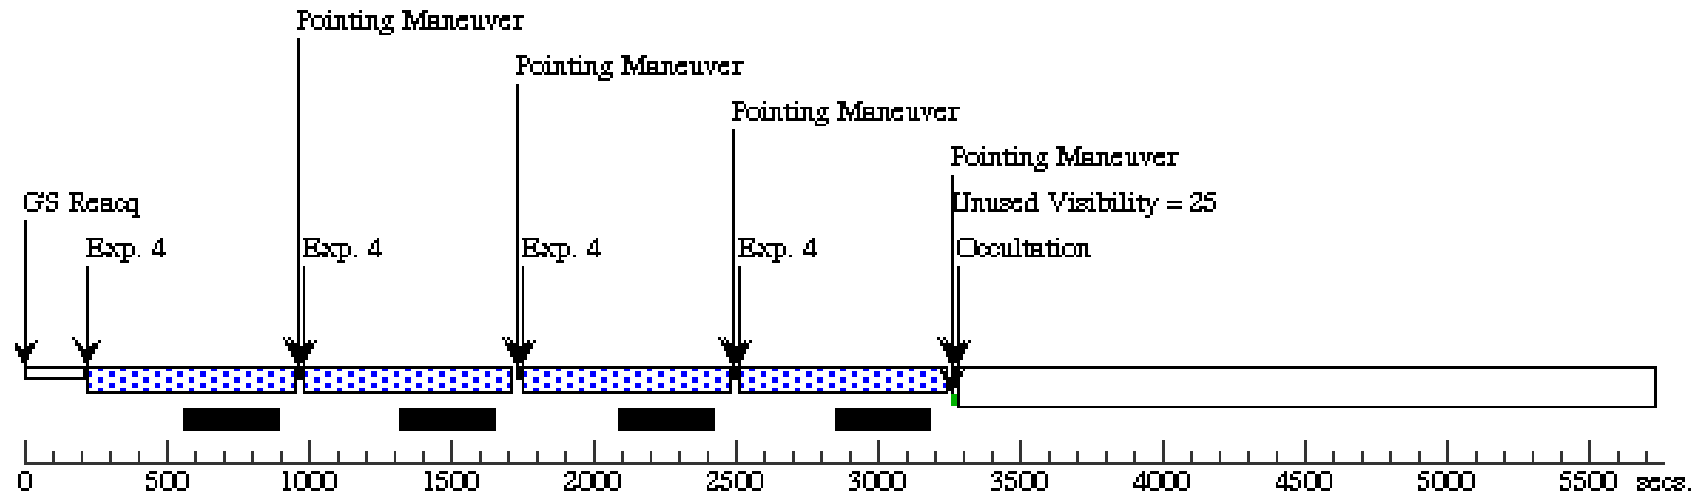 Pointing Maneuver
Pointing Maneuver
Pointing Maneuver
Pointing Maneuver
GS Reacq
Unused Visibility = 25
Exp. 4
Exp. 4
Exp. 4
Exp. 4
Occultation
0 500 1000 1500 2000 2500 3000 3500 4000 4500 5000 5500 secs.